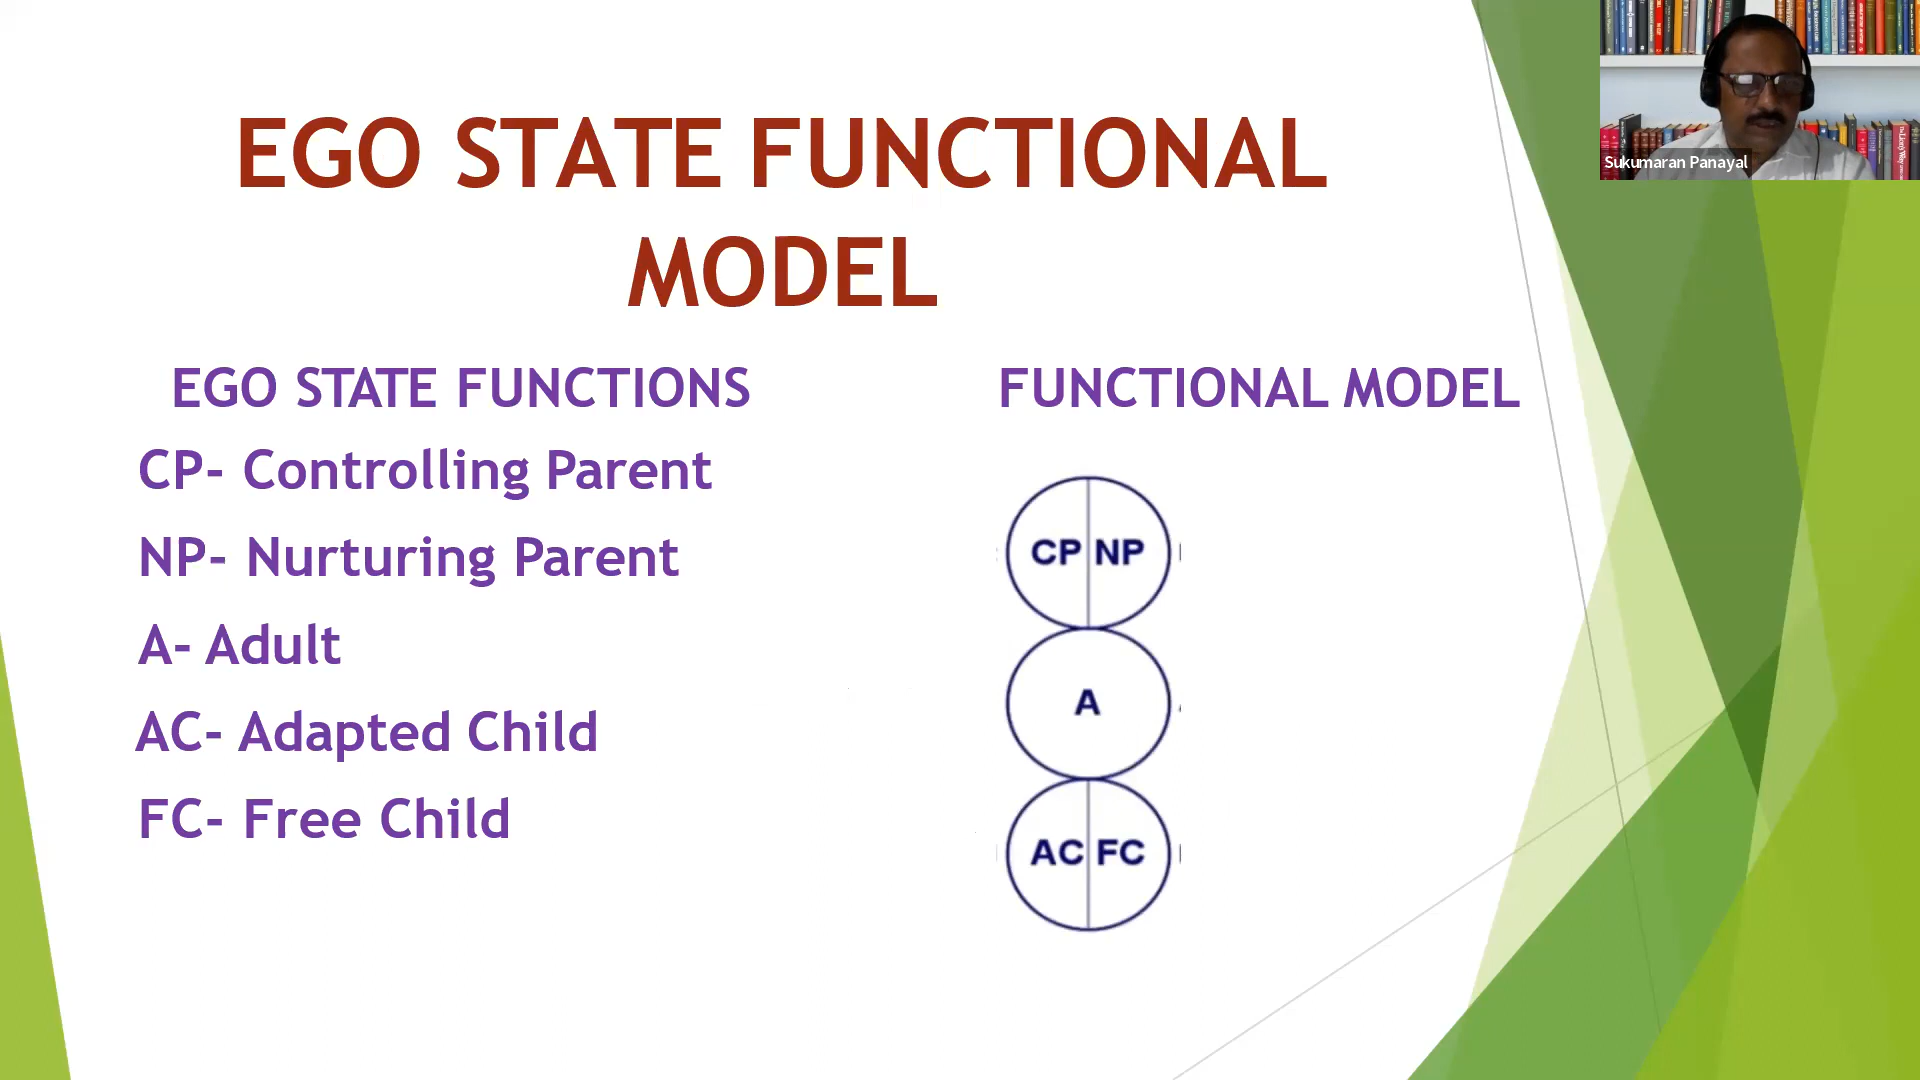 EGO STATE FUNCTIONAL
MODEL
EGO STATE FUNCTIONS
CP- Controlling Parent
NP- Nurturing Parent
A- Adult
AC- Adapted Child
FC- Free Child
FUNCTIONAL MODEL
CP NP
A
AC FC
Sukumaran Panayal